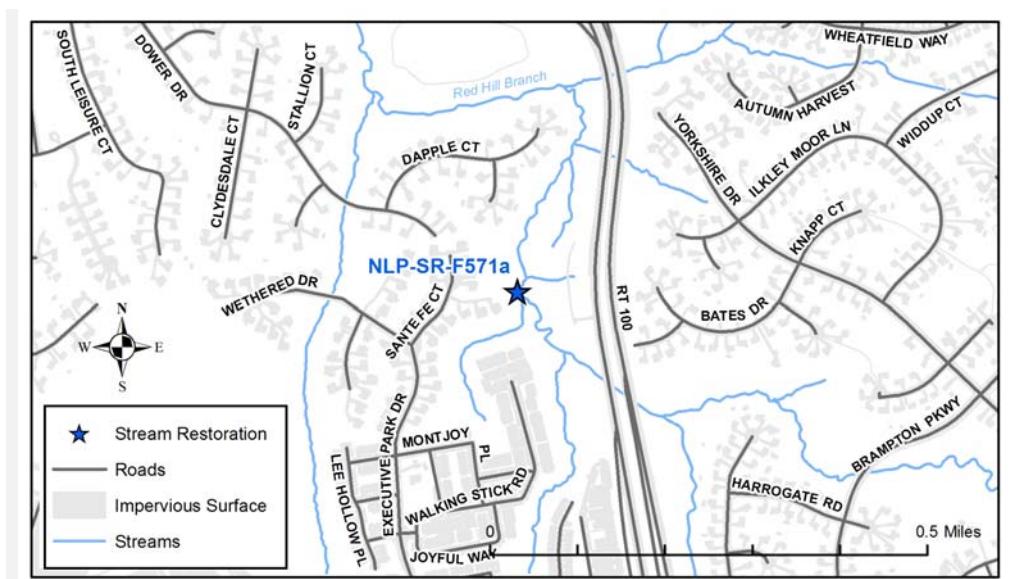 WHEATFIELD WAY
SOUTH LEISURE CT
DOWER DR
STALLION CT
Red Hill Branch
AUTUMN HARVEST
WIDDUP CT
CLYDESDALE CT
DAPPLE CT
YORKSHIRE DR
ILKLEY MOOR LN
KNAPP CT
NLP-SR-F571a
WETHERED DR
SANTE FE CT
RT 100
BATES DR
N
W E
S
EXECUTIVE PARK DR
MONTJOY PL
BRAMPTON PKWY
LEE HOLLOW PL
WALKING STICK RD
HARROGATE RD
JOYFUL WAY
0 0.5 Miles
Stream Restoration
Roads
Impervious Surface
Streams